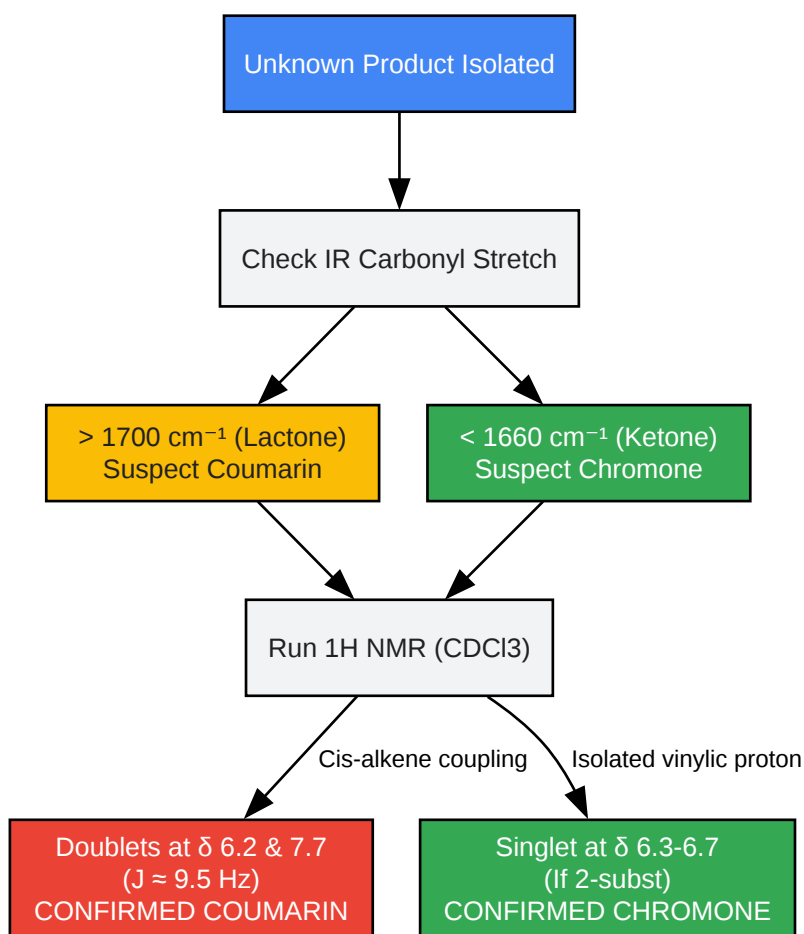 Unknown Product Isolated
Check IR Carbonyl Stretch
> 1700 cm⁻¹ (Lactone)
Suspect Coumarin
< 1660 cm⁻¹ (Ketone)
Suspect Chromone
Run 1H NMR (CDCl3)
Cis-alkene coupling
Isolated vinylic proton
Doublets at δ 6.2 & 7.7
(J ≈ 9.5 Hz)
CONFIRMED COUMARIN
Singlet at δ 6.3-6.7
(If 2-subst)
CONFIRMED CHROMONE